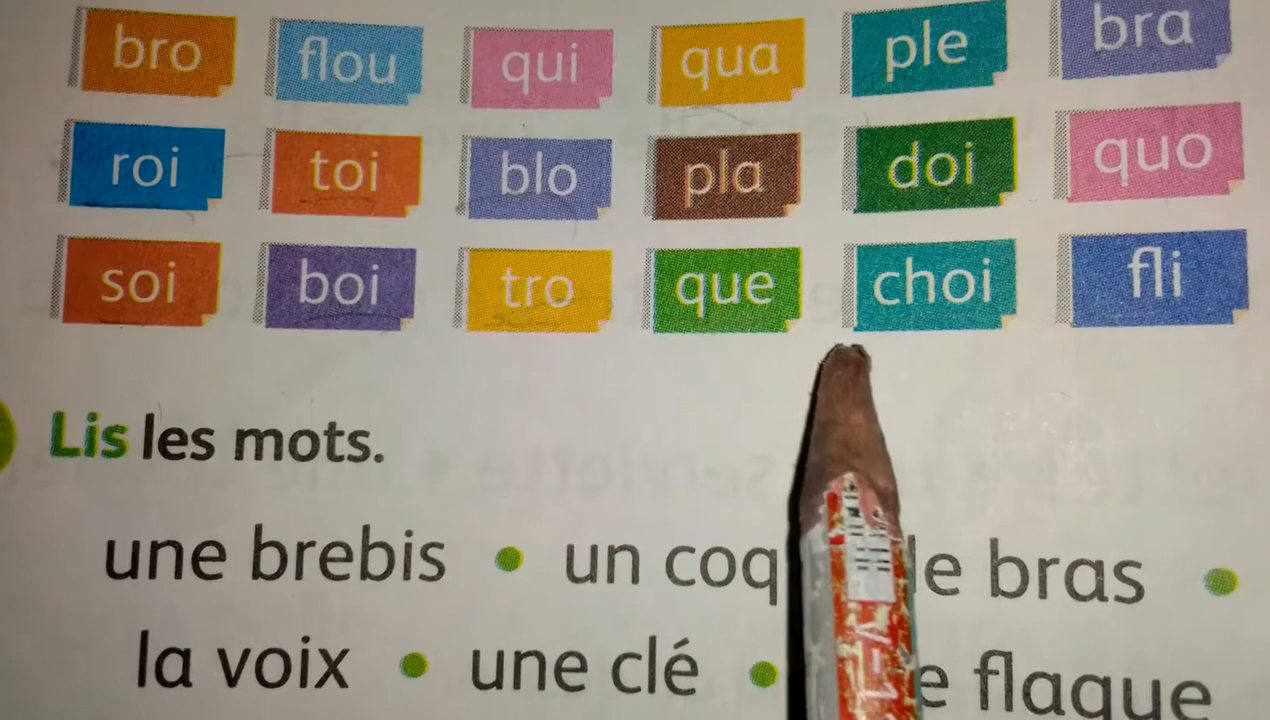 bro flou qui qua ple bra
roi toi blo pla doi quo
soi boi tro que choi fli
Lis les mots.
une brebis • un coq le bras •
la voix • une clé • flaque